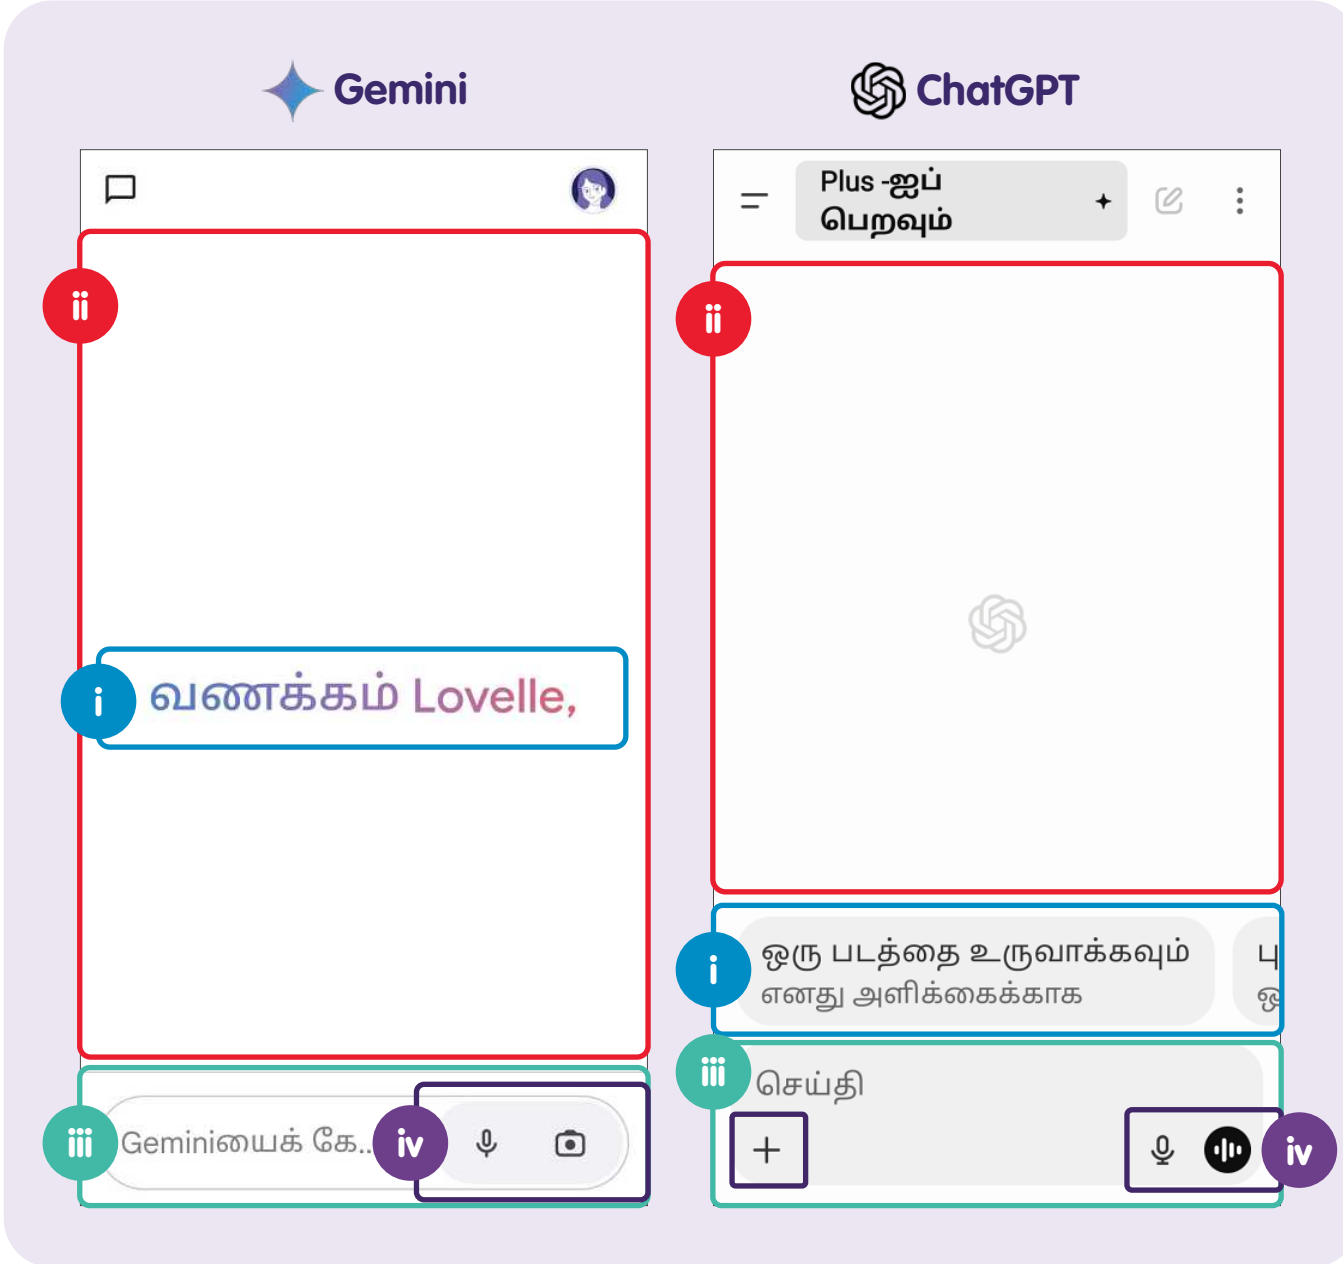 Gemini
ChatGPT
Plus -ஐப்
பெறவும்
ii
ii
i
வணக்கம் Lovelle,
i
ஒரு படத்தை உருவாக்கவும்
எனது அளிக்கைக்காக
பு
ஒ
iii
Geminiயைக் கே..
iv
iii
செய்தி
iv